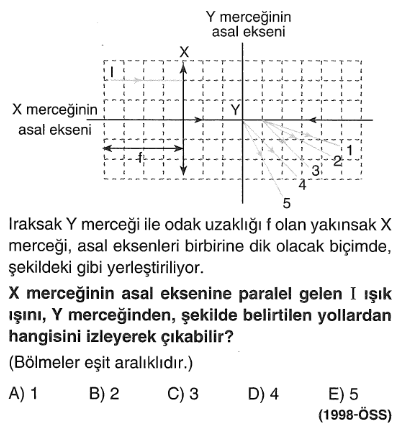 Y merceğinin
asal ekseni
X
I
X merceğinin
asal ekseni
Y
f
1
2
3
4
5
Iraksak Y merceği ile odak uzaklığı f olan yakınsak X
merceği, asal eksenleri birbirine dik olacak biçimde,
şekildeki gibi yerleştiriliyor.
X merceğinin asal eksenine paralel gelen I ışık
ışını, Y merceğinden, şekilde belirtilen yollardan
hangisini izleyerek çıkabilir?
(Bölmeler eşit aralıklıdır.)
A) 1 B) 2 C) 3 D) 4 E) 5
(1998-ÖSS)